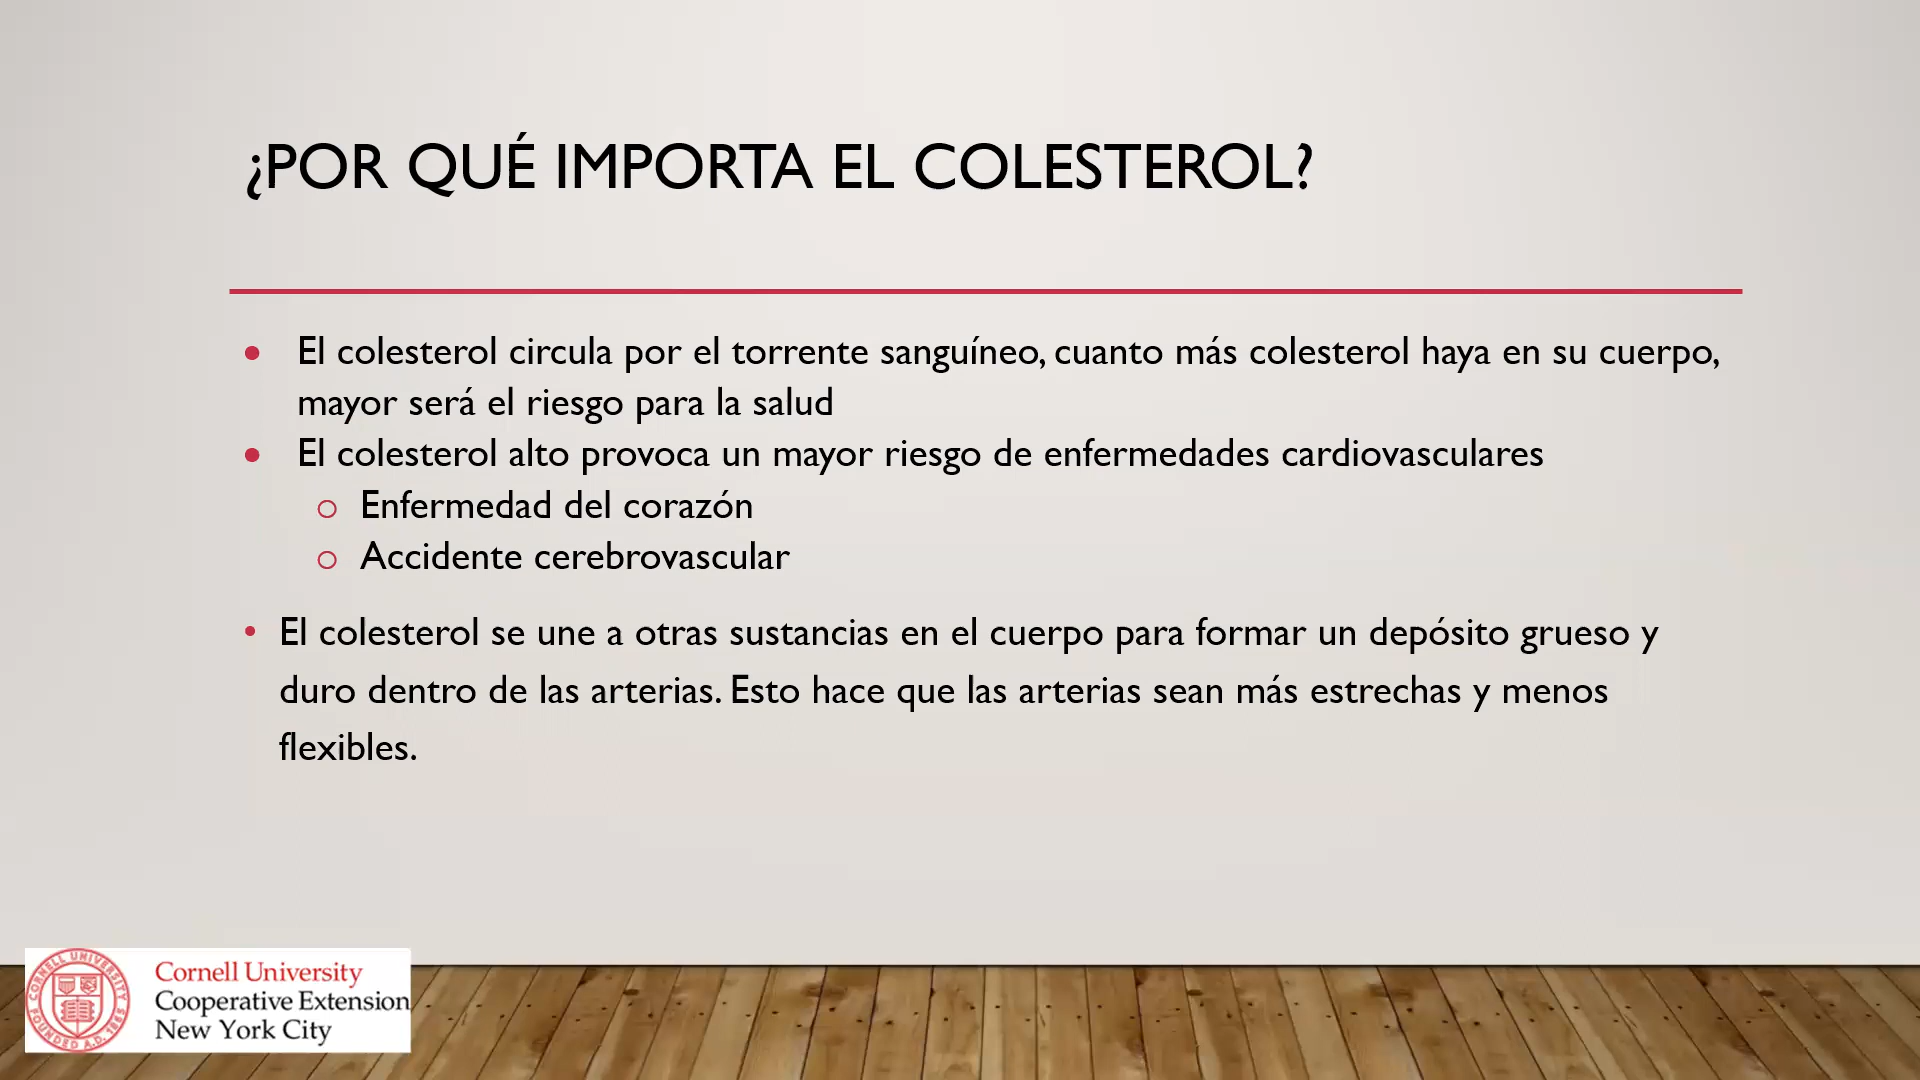 ¿POR QUÉ IMPORTA EL COLESTEROL?
• El colesterol circula por el torrente sanguíneo, cuanto más colesterol haya en su cuerpo,
mayor será el riesgo para la salud
• El colesterol alto provoca un mayor riesgo de enfermedades cardiovasculares
o Enfermedad del corazón
o Accidente cerebrovascular
• El colesterol se une a otras sustancias en el cuerpo para formar un depósito grueso y
duro dentro de las arterias. Esto hace que las arterias sean más estrechas y menos
flexibles.
CORNELL UNIVERSITY
FOUNDED A.D. 1865
Cornell University
Cooperative Extension
New York City